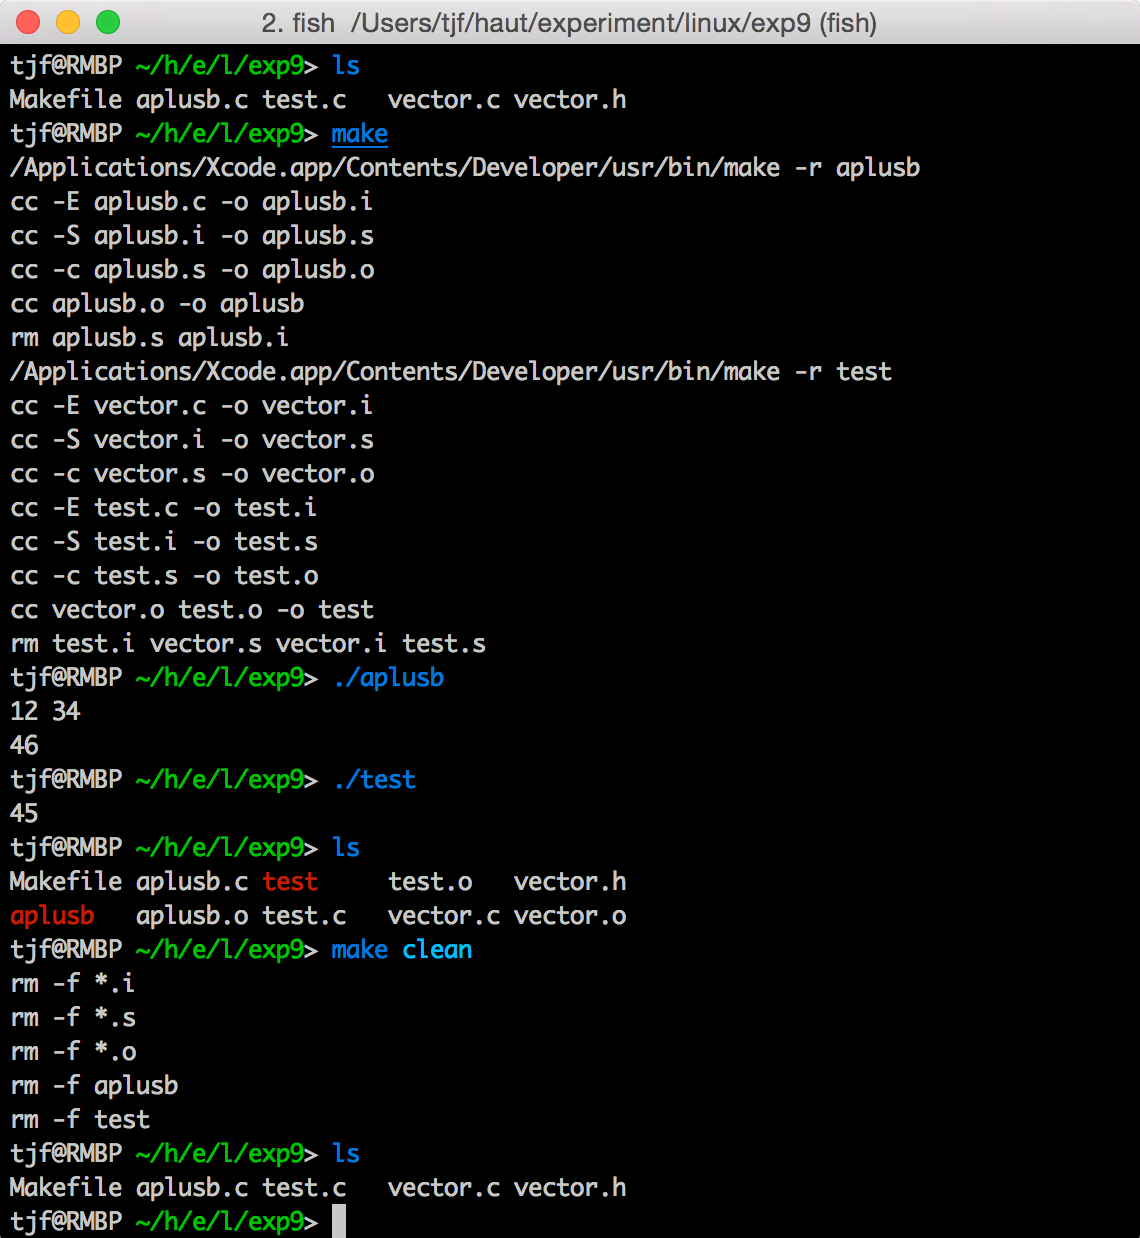 2. fish  /Users/tjf/haut/experiment/linux/exp9 (fish)
tjf@RMBP ~/h/e/l/exp9> ls
Makefile aplusb.c test.c   vector.c vector.h
tjf@RMBP ~/h/e/l/exp9> make
/Applications/Xcode.app/Contents/Developer/usr/bin/make -r aplusb
cc -E aplusb.c -o aplusb.i
cc -S aplusb.i -o aplusb.s
cc -c aplusb.s -o aplusb.o
cc aplusb.o -o aplusb
rm aplusb.s aplusb.i
/Applications/Xcode.app/Contents/Developer/usr/bin/make -r test
cc -E vector.c -o vector.i
cc -S vector.i -o vector.s
cc -c vector.s -o vector.o
cc -E test.c -o test.i
cc -S test.i -o test.s
cc -c test.s -o test.o
cc vector.o test.o -o test
rm test.i vector.s vector.i test.s
tjf@RMBP ~/h/e/l/exp9> ./aplusb
12 34
46
tjf@RMBP ~/h/e/l/exp9> ./test
45
tjf@RMBP ~/h/e/l/exp9> ls
Makefile aplusb.c test     test.o   vector.h
aplusb   aplusb.o test.c   vector.c vector.o
tjf@RMBP ~/h/e/l/exp9> make clean
rm -f *.i
rm -f *.s
rm -f *.o
rm -f aplusb
rm -f test
tjf@RMBP ~/h/e/l/exp9> ls
Makefile aplusb.c test.c   vector.c vector.h
tjf@RMBP ~/h/e/l/exp9>